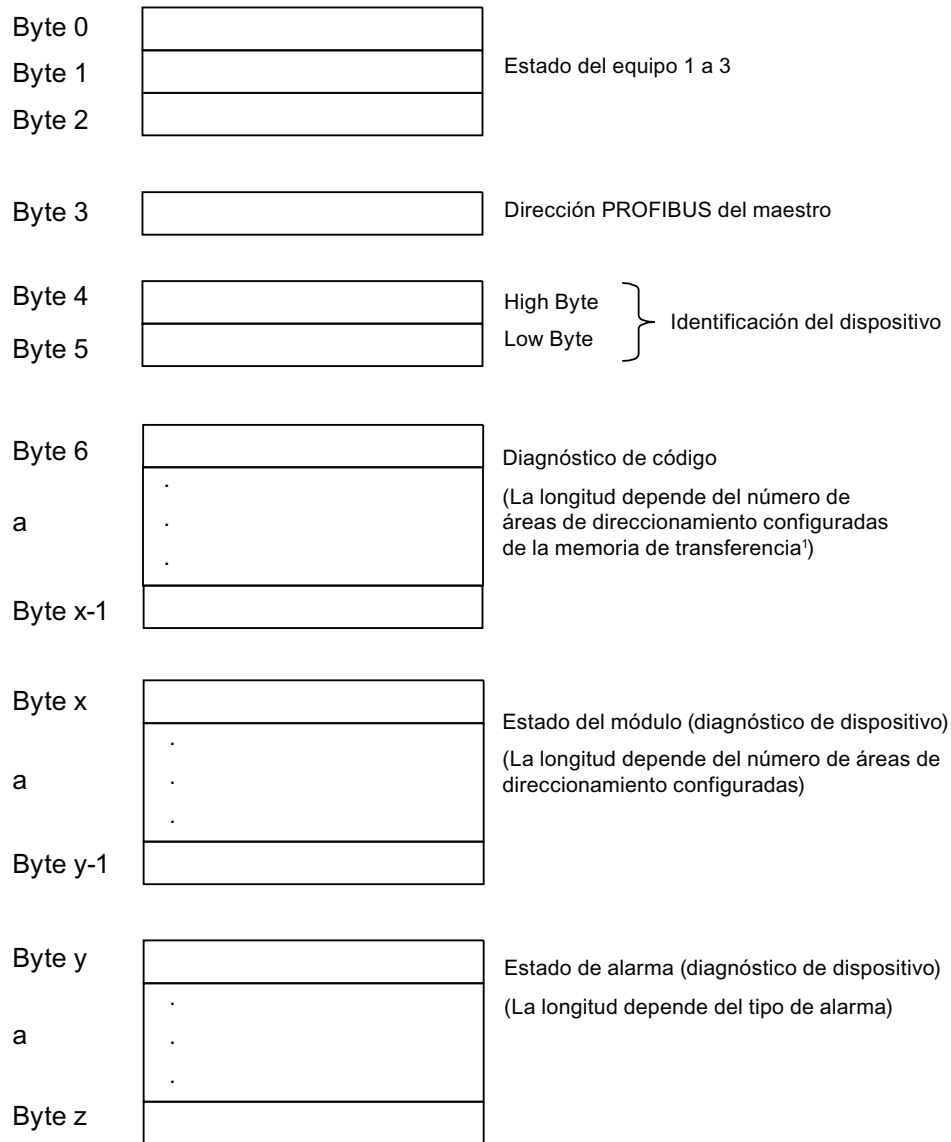 Byte 0
Byte 1
Byte 2
Estado del equipo 1 a 3
Byte 3
Dirección PROFIBUS del maestro
Byte 4
Byte 5
High Byte
Low Byte
Identificación del dispositivo
Byte 6
a
Byte x-1
Diagnóstico de código
(La longitud depende del número de
áreas de direccionamiento configuradas
de la memoria de transferencia¹)
Byte x
a
Byte y-1
Estado del módulo (diagnóstico de dispositivo)
(La longitud depende del número de áreas de
direccionamiento configuradas)
Byte y
a
Byte z
Estado de alarma (diagnóstico de dispositivo)
(La longitud depende del tipo de alarma)